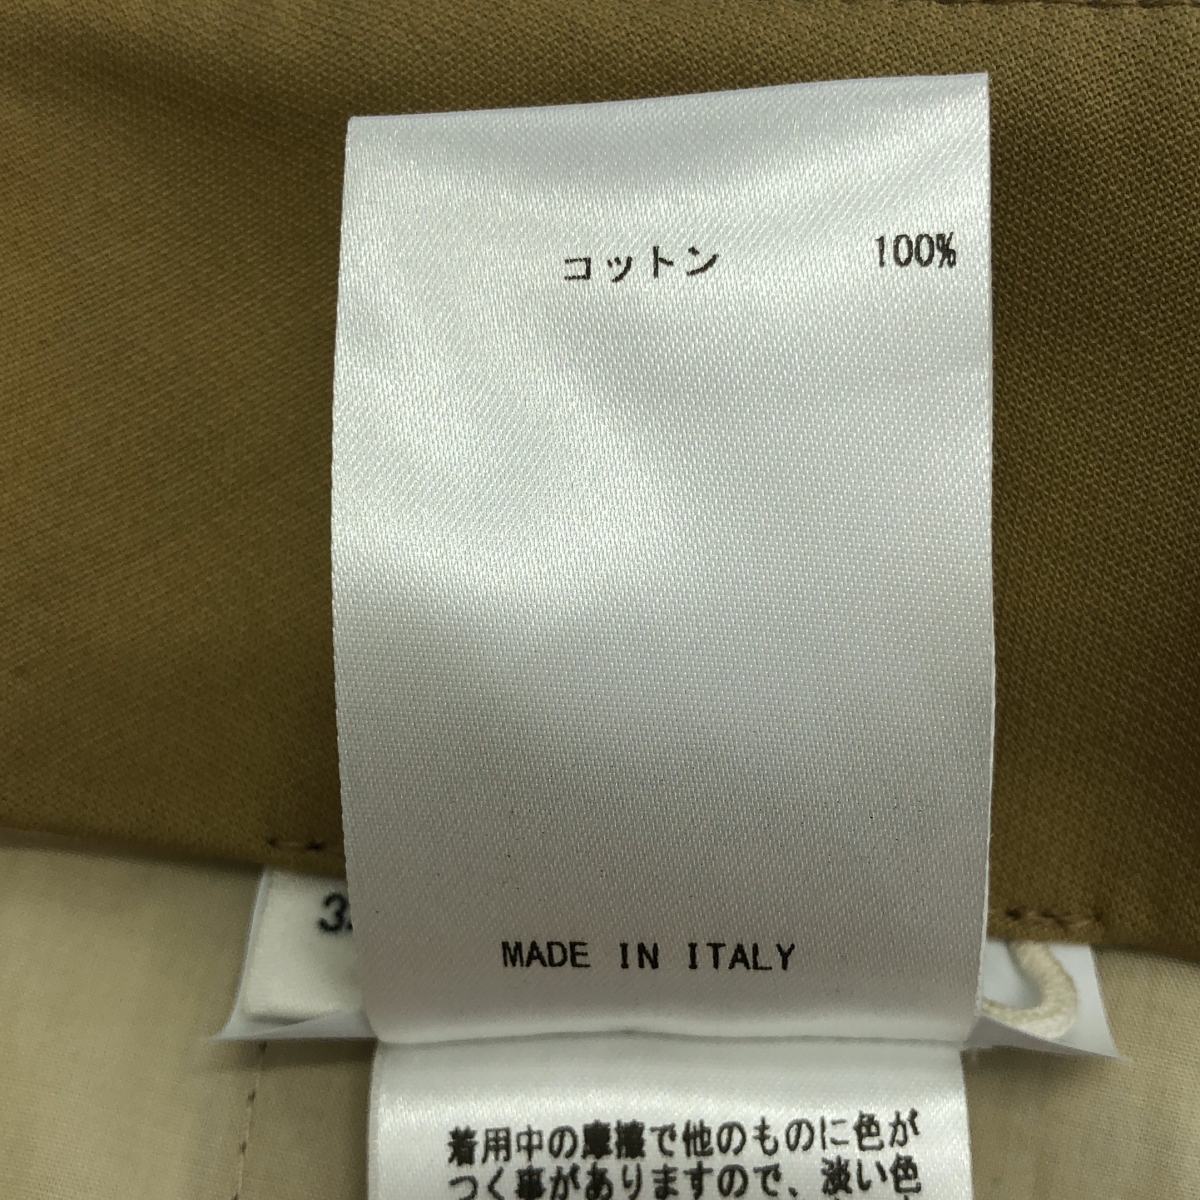 コットン 100%
MADE IN ITALY
着用中の摩擦で他のものに色が
つく事がありますので、淡い色